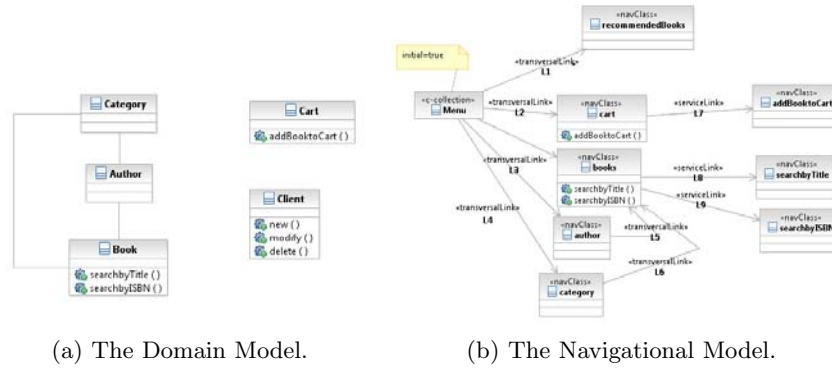 Category
Author
Book
searchbyTitle ( )
searchbyISBN ( )
Cart
addBooktoCart ( )
Client
new ( )
modify ( )
delete ( )
(a) The Domain Model.
initial=true
«navClass»
recommendedBooks
«transversalLink»
L1
«c-collection»
Menu
«transversalLink»
L2
«navClass»
cart
addBooktoCart ( )
«serviceLink»
L7
«navClass»
addBooktoCart
«transversalLink»
L3
«navClass»
books
searchbyTitle ( )
searchbyISBN ( )
«serviceLink»
L8
«navClass»
searchbyTitle
«serviceLink»
L9
«navClass»
searchbyISBN
«transversalLink»
L4
«navClass»
author
«transversalLink»
L5
«transversalLink»
L6
«navClass»
category
(b) The Navigational Model.